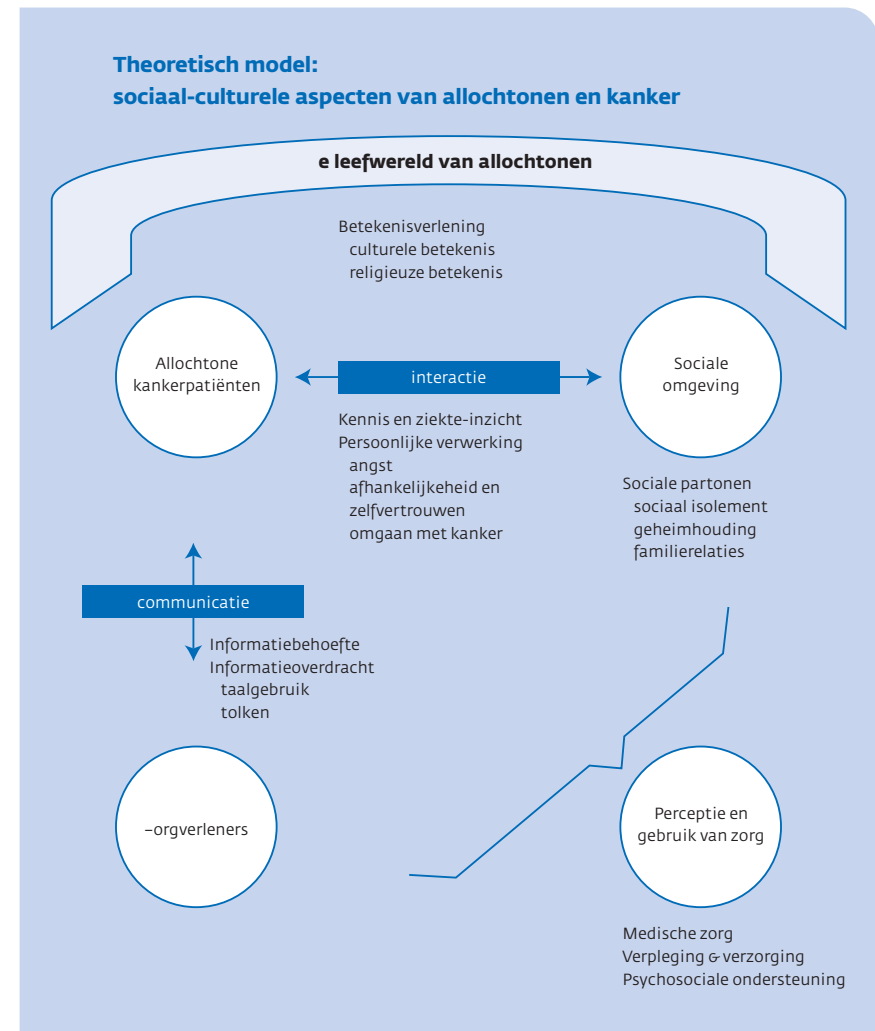 Theoretisch model:
sociaal-culturele aspecten van allochtonen en kanker
e leefwereld van allochtonen
Betekenisverlening
culturele betekenis
religieuze betekenis
Allochtone
kankerpatiënten
interactie
Sociale
omgeving
Kennis en ziekte-inzicht
Persoonlijke verwerking
angst
afhankelijkeheid en
zelfvertrouwen
omgaan met kanker
Sociale partonen
sociaal isolement
geheimhouding
familierelaties
communicatie
Informatiebehoefte
Informatieoverdracht
taalgebruik
tolken
–orgverleners
Perceptie en
gebruik van zorg
Medische zorg
Verpleging & verzorging
Psychosociale ondersteuning